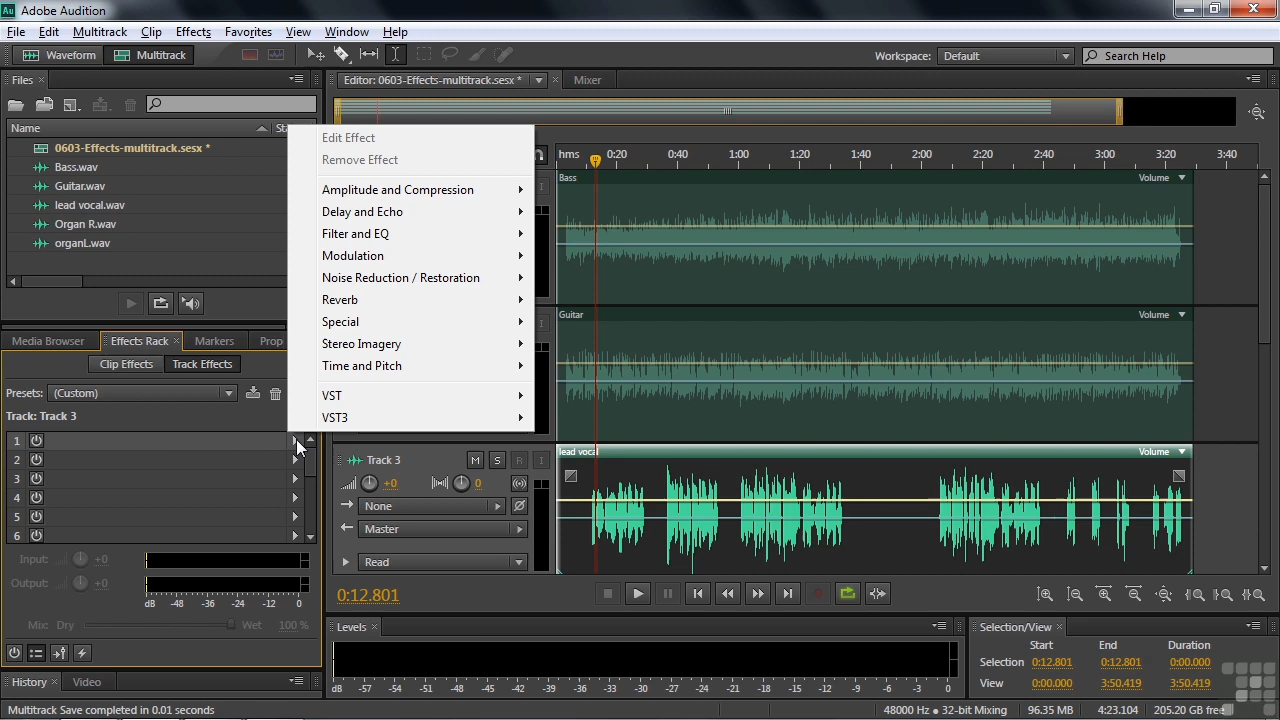 Au Adobe Audition
File Edit Multitrack Clip Effects Favorites View Window Help
Waveform Multitrack Workspace: Default Search Help
Files × Editor: 0603-Effects-multitrack.sesx * × Mixer
Name
0603-Effects-multitrack.sesx *
Bass.wav
Guitar.wav
lead vocal.wav
Organ R.wav
organL.wav
Edit Effect
Remove Effect
Amplitude and Compression
Delay and Echo
Filter and EQ
Modulation
Noise Reduction / Restoration
Reverb
Special
Stereo Imagery
Time and Pitch
VST
VST3
hms 0:20 0:40 1:00 1:20 1:40 2:00 2:20 2:40 3:00 3:20 3:40
Bass Volume
Guitar Volume
lead vocal Volume
Track 3 M S R I
+0 0
None
Master
Read
Media Browser Effects Rack × Markers Prop
Clip Effects Track Effects
Presets: (Custom)
Track: Track 3
1
2
3
4
5
6
Input: +0
Output: +0
dB -48 -36 -24 -12 0
Mix: Dry Wet 100 %
History × Video
0:12.801
Levels ×
dB -57 -54 -51 -48 -45 -42 -39 -36 -33 -30 -27 -24 -21 -18 -15 -12 -9 -6 -3 0
Selection/View ×
Start End Duration
Selection 0:12.801 0:12.801 0:00.000
View 0:00.000 3:50.419 3:50.419
Multitrack Save completed in 0.01 seconds 48000 Hz ● 32-bit Mixing 96.35 MB 4:23.104 205.20 GB free